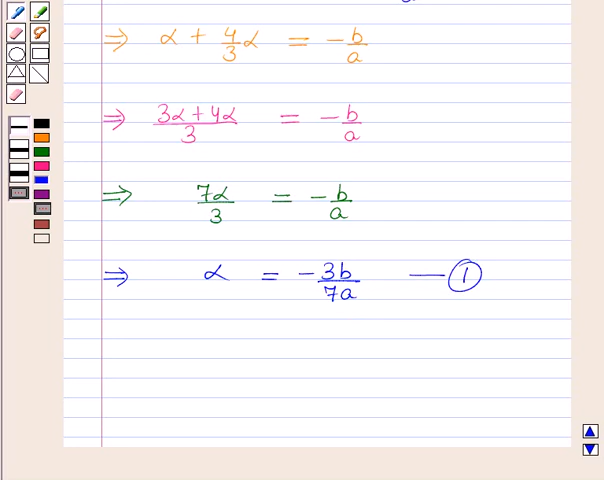 ⇒ α + 4/3 α = -b/a
⇒ (3α + 4α)/3 = -b/a
⇒ 7α/3 = -b/a
⇒ α = -3b/7a — ①